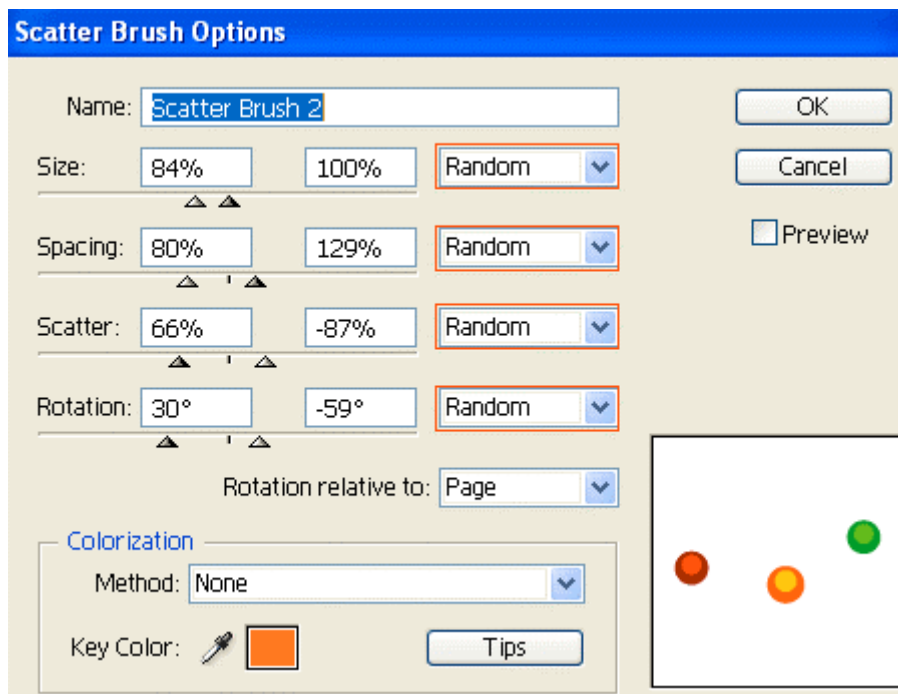 Scatter Brush Options
Name: Scatter Brush 2 OK
Size: 84% 100% Random Cancel
Preview
Spacing: 80% 129% Random
Scatter: 66% -87% Random
Rotation: 30° -59° Random
Rotation relative to: Page
Colorization
Method: None
Key Color: Tips